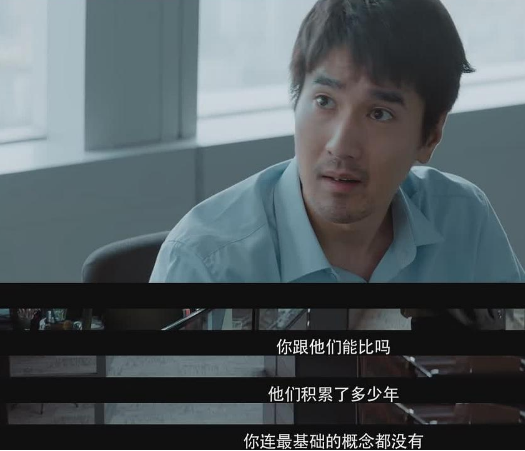 你跟他们能比吗
他们积累了多少年
你连最基础的概念都没有